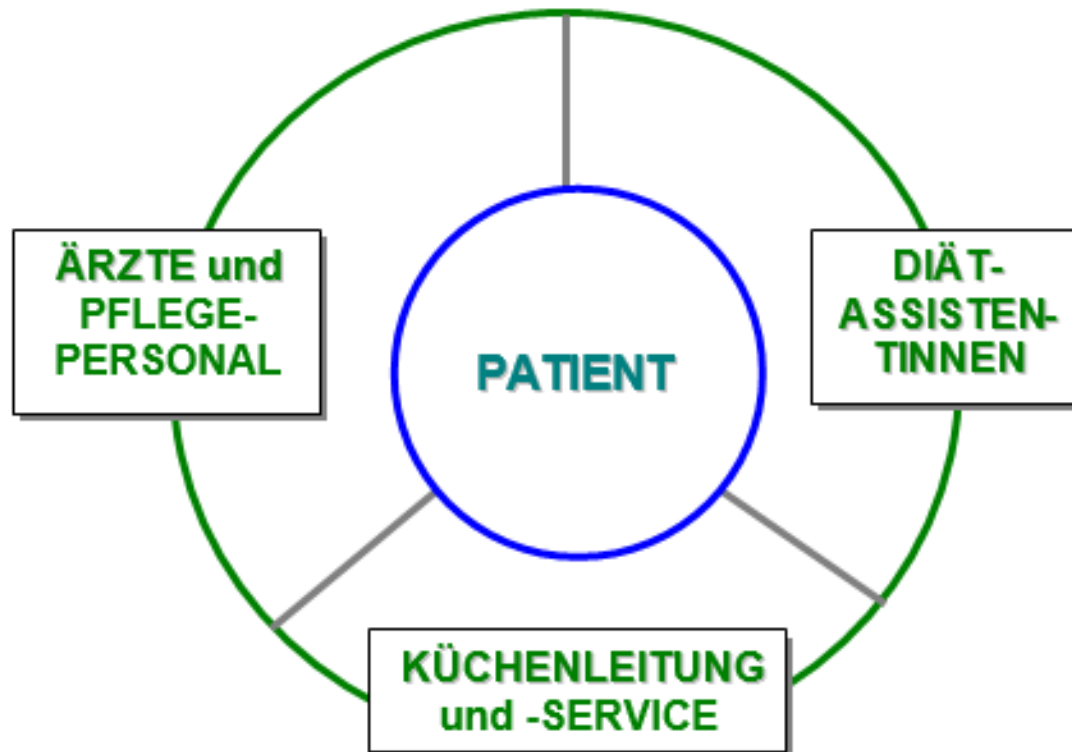 ÄRZTE und
PFLEGE-
PERSONAL
DIÄT-
ASSISTEN-
TINNEN
PATIENT
KÜCHENLEITUNG
und -SERVICE